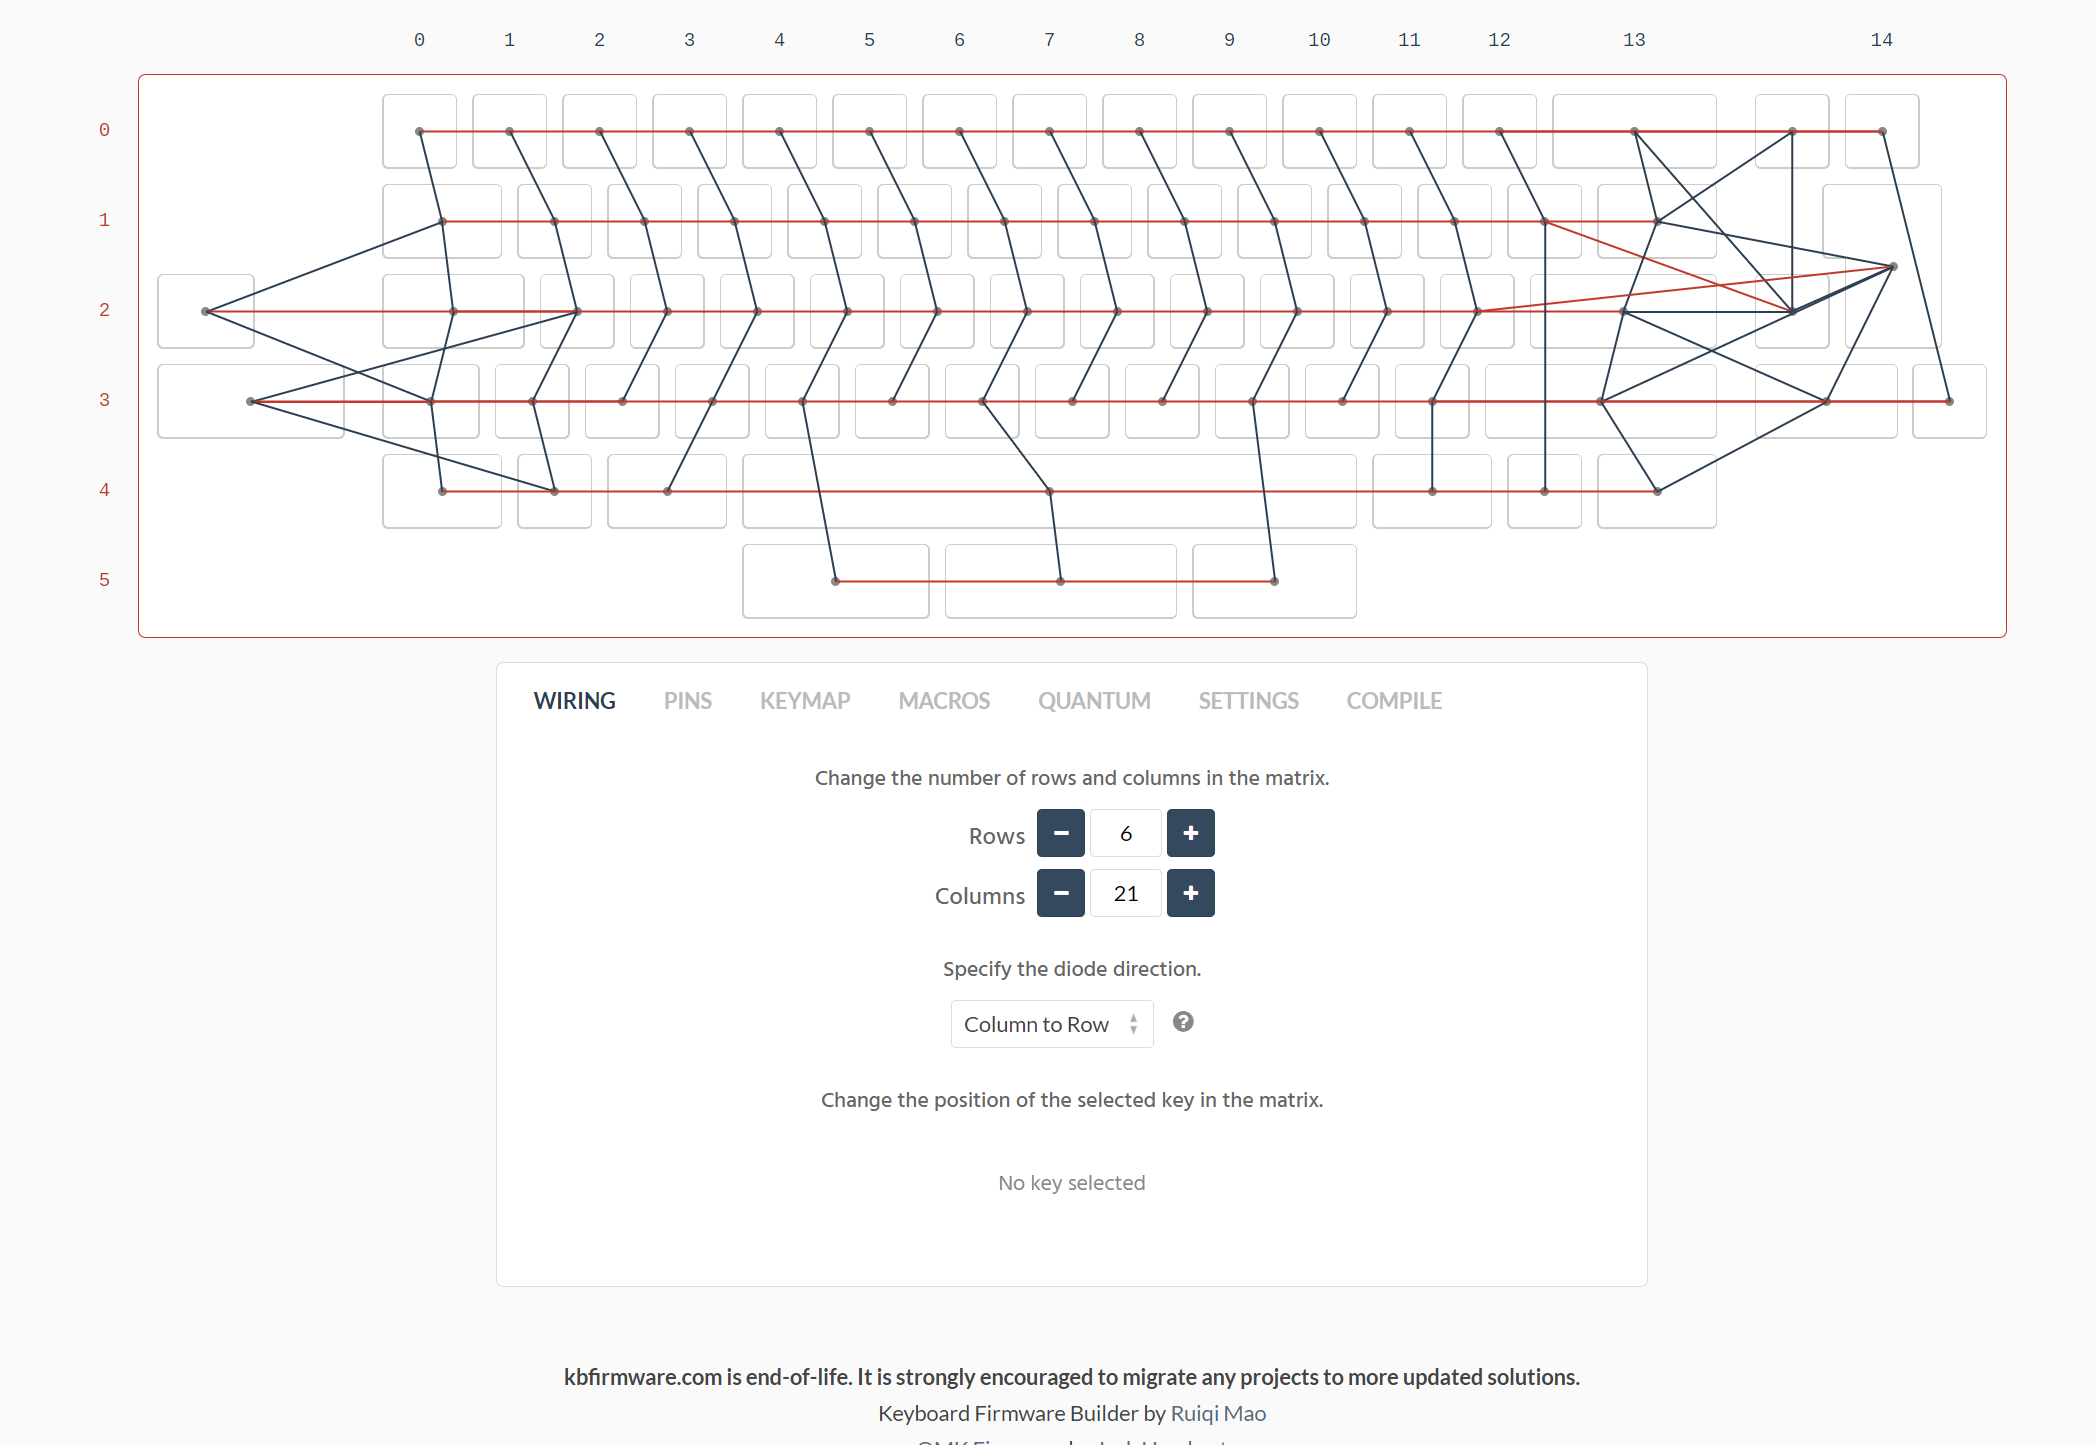 0 1 2 3 4 5 6 7 8 9 10 11 12 13 14
0
1
2
3
4
5
WIRING PINS KEYMAP MACROS QUANTUM SETTINGS COMPILE
Change the number of rows and columns in the matrix.
Rows − 6 +
Columns − 21 +
Specify the diode direction.
Column to Row ?
Change the position of the selected key in the matrix.
No key selected
kbfirmware.com is end-of-life. It is strongly encouraged to migrate any projects to more updated solutions.
Keyboard Firmware Builder by Ruiqi Mao